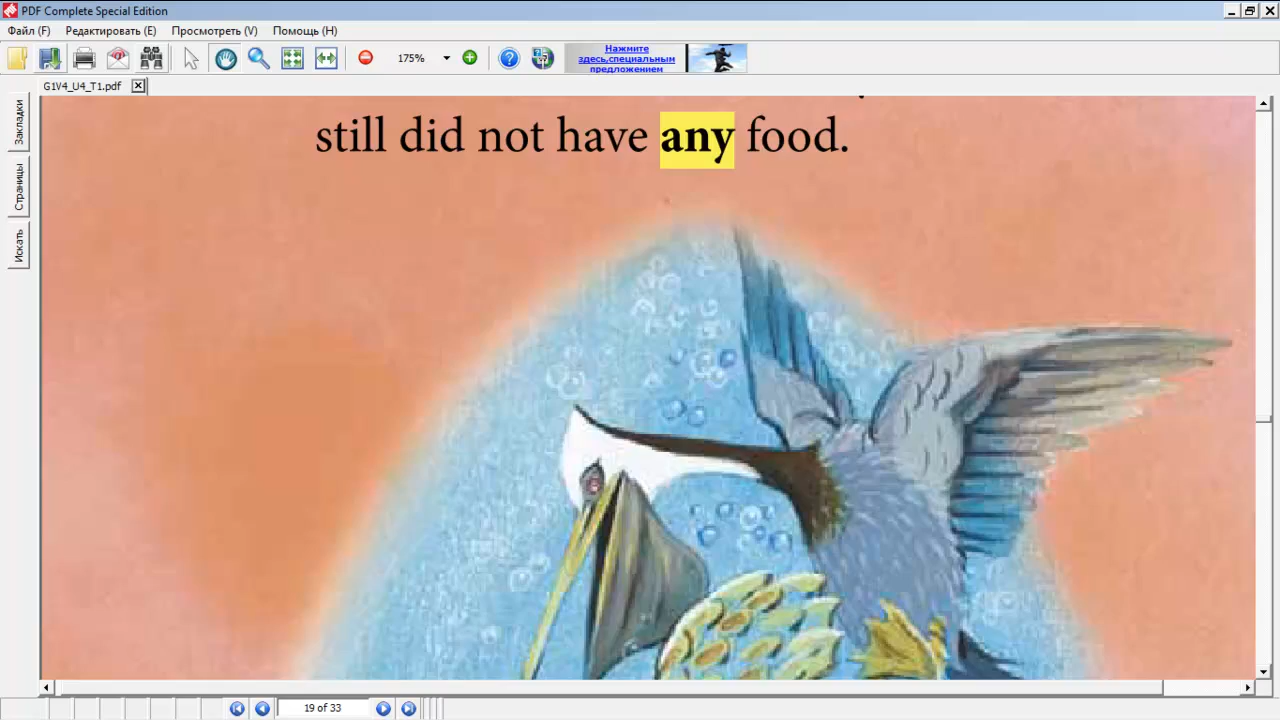 PDF Complete Special Edition
Файл (F) Редактировать (E) Просмотреть (V) Помощь (H)
175%
Нажмите
здесь,специальным
предложением
G1V4_U4_T1.pdf
Закладки
Страницы
Искать
still did not have any food.
19 of 33